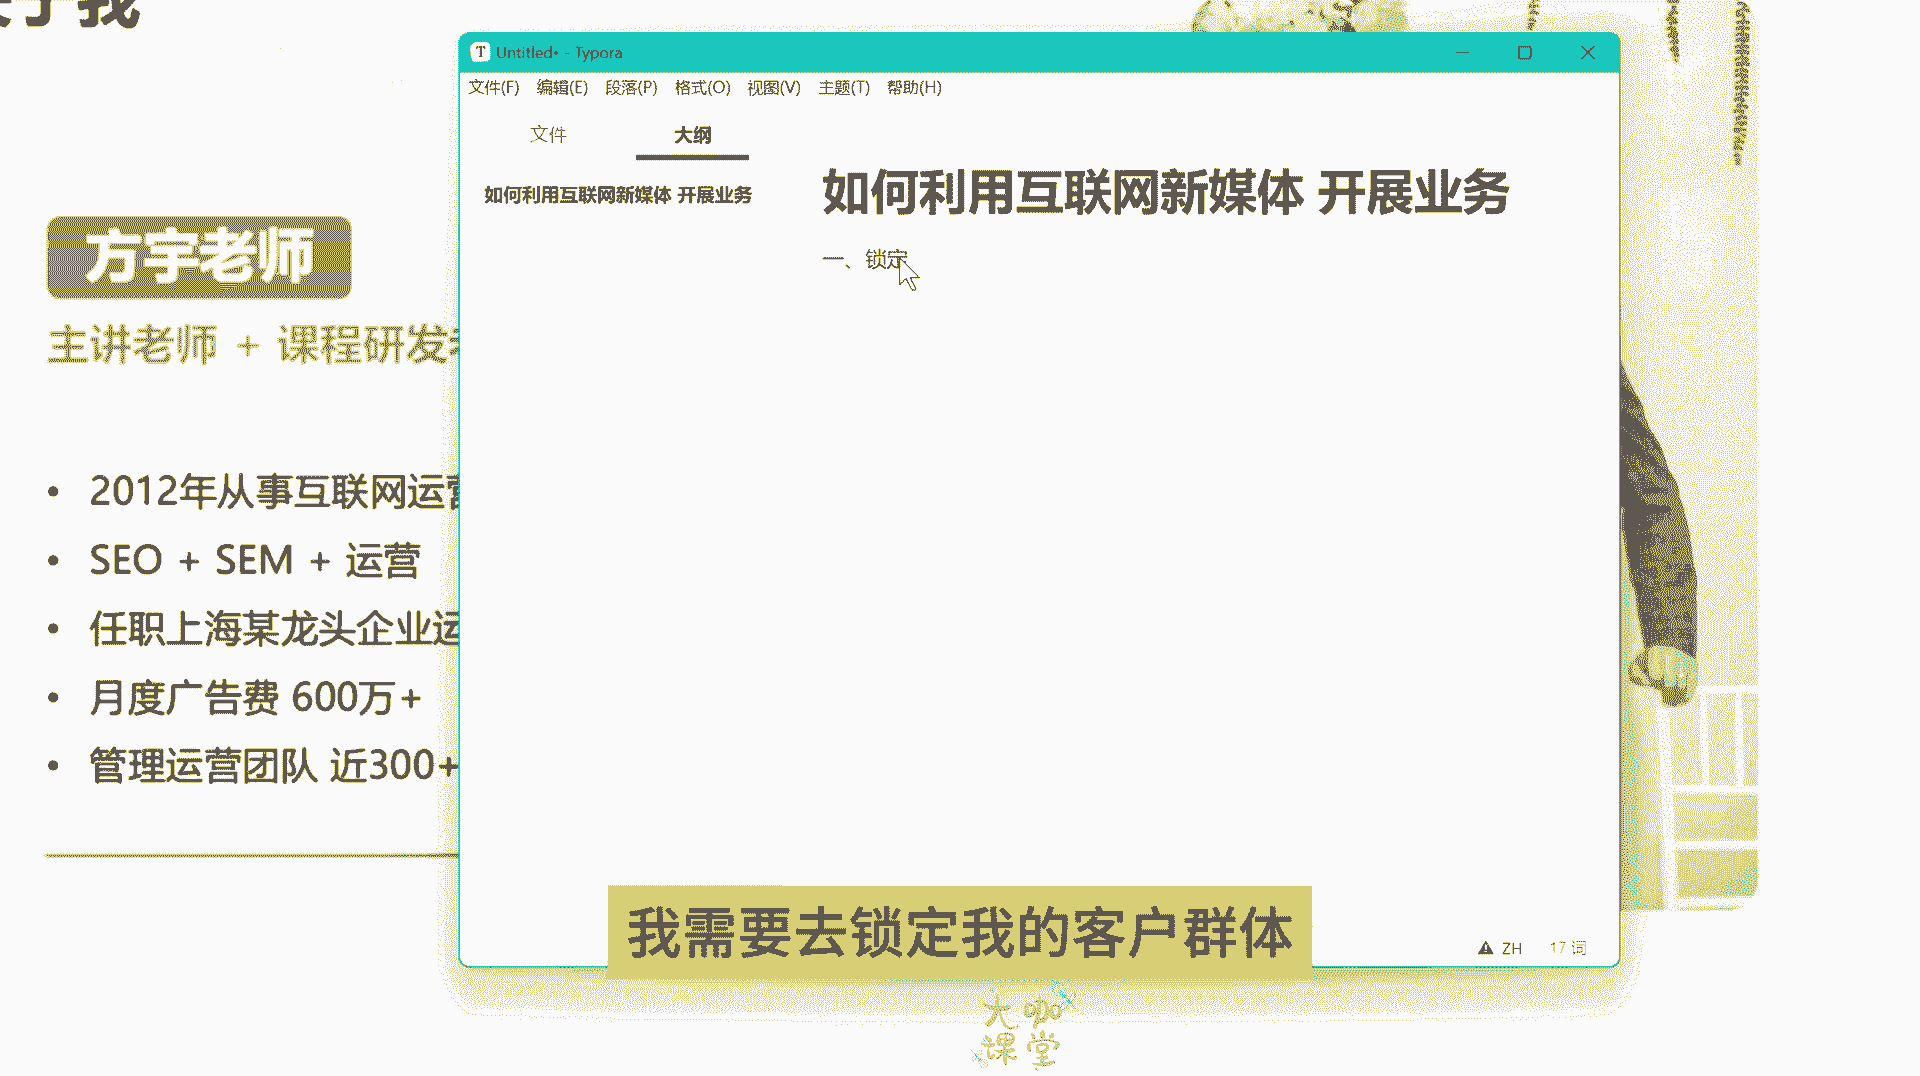 于我
方宇老师
主讲老师 + 课程研发
2012年从事互联网运营
SEO + SEM + 运营
任职上海某龙头企业运
月度广告费 600万+
管理运营团队 近300+
Untitled• - Typora
文件(F) 编辑(E) 段落(P) 格式(O) 视图(V) 主题(T) 帮助(H)
文件 大纲
如何利用互联网新媒体 开展业务
如何利用互联网新媒体 开展业务
一、锁定
我需要去锁定我的客户群体
ZH 17 词
大咖
课堂